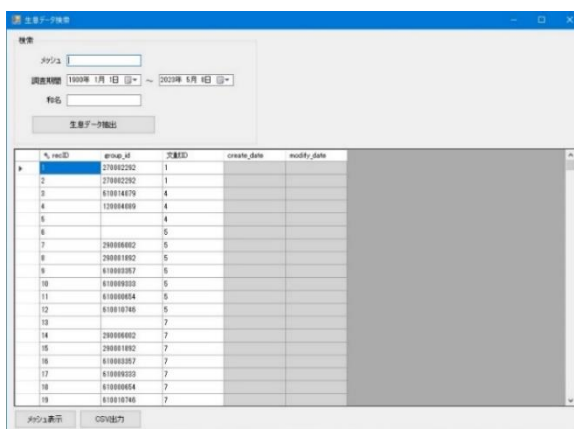 生息データ検索
検索
メッシュ
調査期間 1900年 1月 1日 ～ 2023年 5月 8日
和名
生息データ抽出
recID group_id 文献ID create_date modify_date
1 270002292 1
2 270002292 1
3 610014879 4
4 120004089 4
5 4
6 5
7 290006002 5
8 290001092 5
9 610003357 5
10 610009333 5
11 610000654 5
12 610010746 5
13 7
14 290006002 7
15 290001092 7
16 610003357 7
17 610009333 7
18 610000654 7
19 610010746 7
メッシュ表示 CSV出力